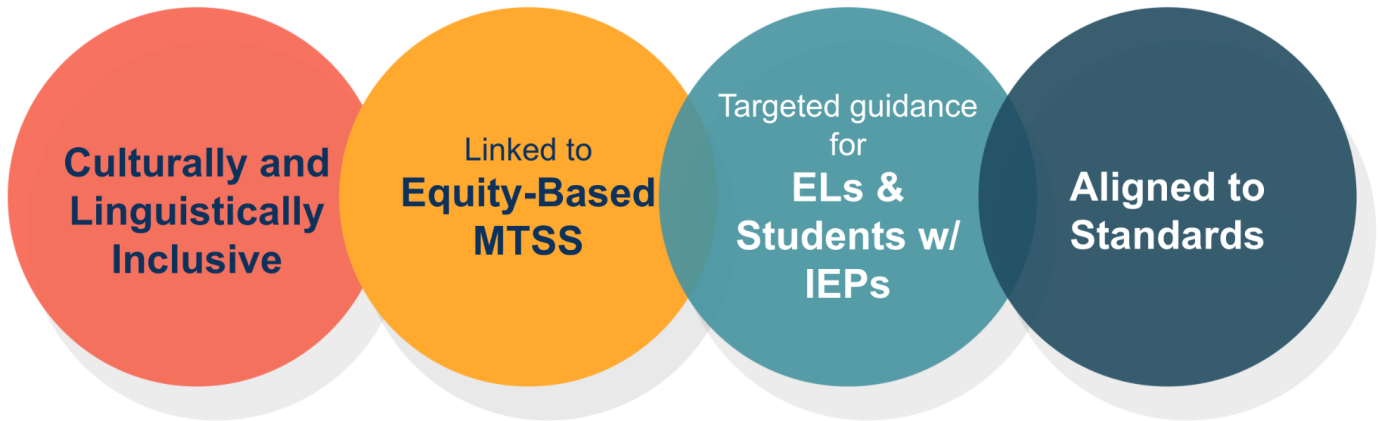 Culturally and
Linguistically
Inclusive
Linked to
Equity-Based
MTSS
Targeted guidance
for
ELs &
Students w/
IEPs
Aligned to
Standards